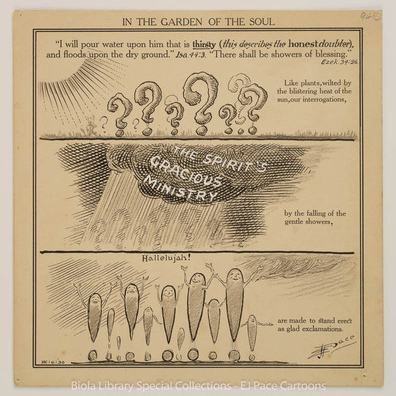 IN THE GARDEN OF THE SOUL
"I will pour water upon him that is thirsty (this describes the honest doubter),
and floods upon the dry ground." Isa. 44:3. "There shall be showers of blessing."
Ezek. 34:26.
Like plants, wilted by
the blistering heat of the
sun, our interrogations,
THE SPIRIT'S
GRACIOUS
MINISTRY
by the falling of the
gentle showers,
Hallelujah!
are made to stand erect
as glad exclamations.
Pace
Biola Library Special Collections - EJ Pace Cartoons